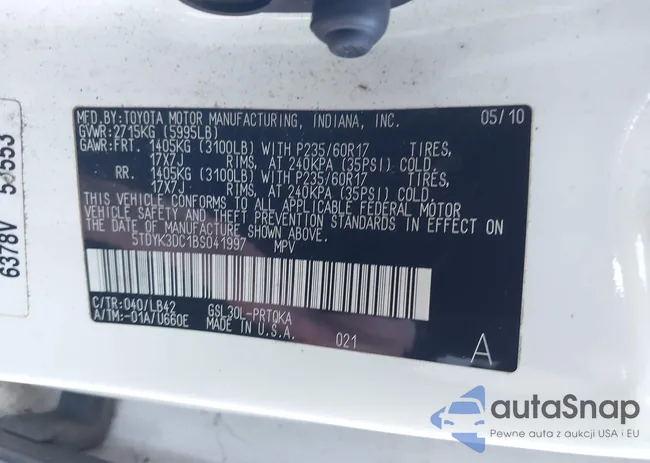 MFD.BY:TOYOTA MOTOR MANUFACTURING, INDIANA, INC. 05/10
GVWR:2715KG (5995LB)
GAWR:FRT. 1405KG (3100LB) WITH P235/60R17 TIRES,
17X7J RIMS, AT 240KPA (35PSI) COLD.
RR. 1405KG (3100LB) WITH P235/60R17 TIRES,
17X7J RIMS, AT 240KPA (35PSI) COLD.
THIS VEHICLE CONFORMS TO ALL APPLICABLE FEDERAL MOTOR
VEHICLE SAFETY AND THEFT PREVENTION STANDARDS IN EFFECT ON
THE DATE OF MANUFACTURE SHOWN ABOVE.
5TDYK3DC1BS041997 MPV
C/TR:040/LB42 GSL30L-PRTQKA
A/TM:-01A/U660E MADE IN U.S.A. 021 A
6378V
autoSnap
Pewne auta z aukcji USA i EU